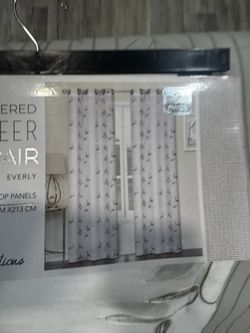 ERED
EER
AIR
EVERLY
OP PANELS
M X213 CM